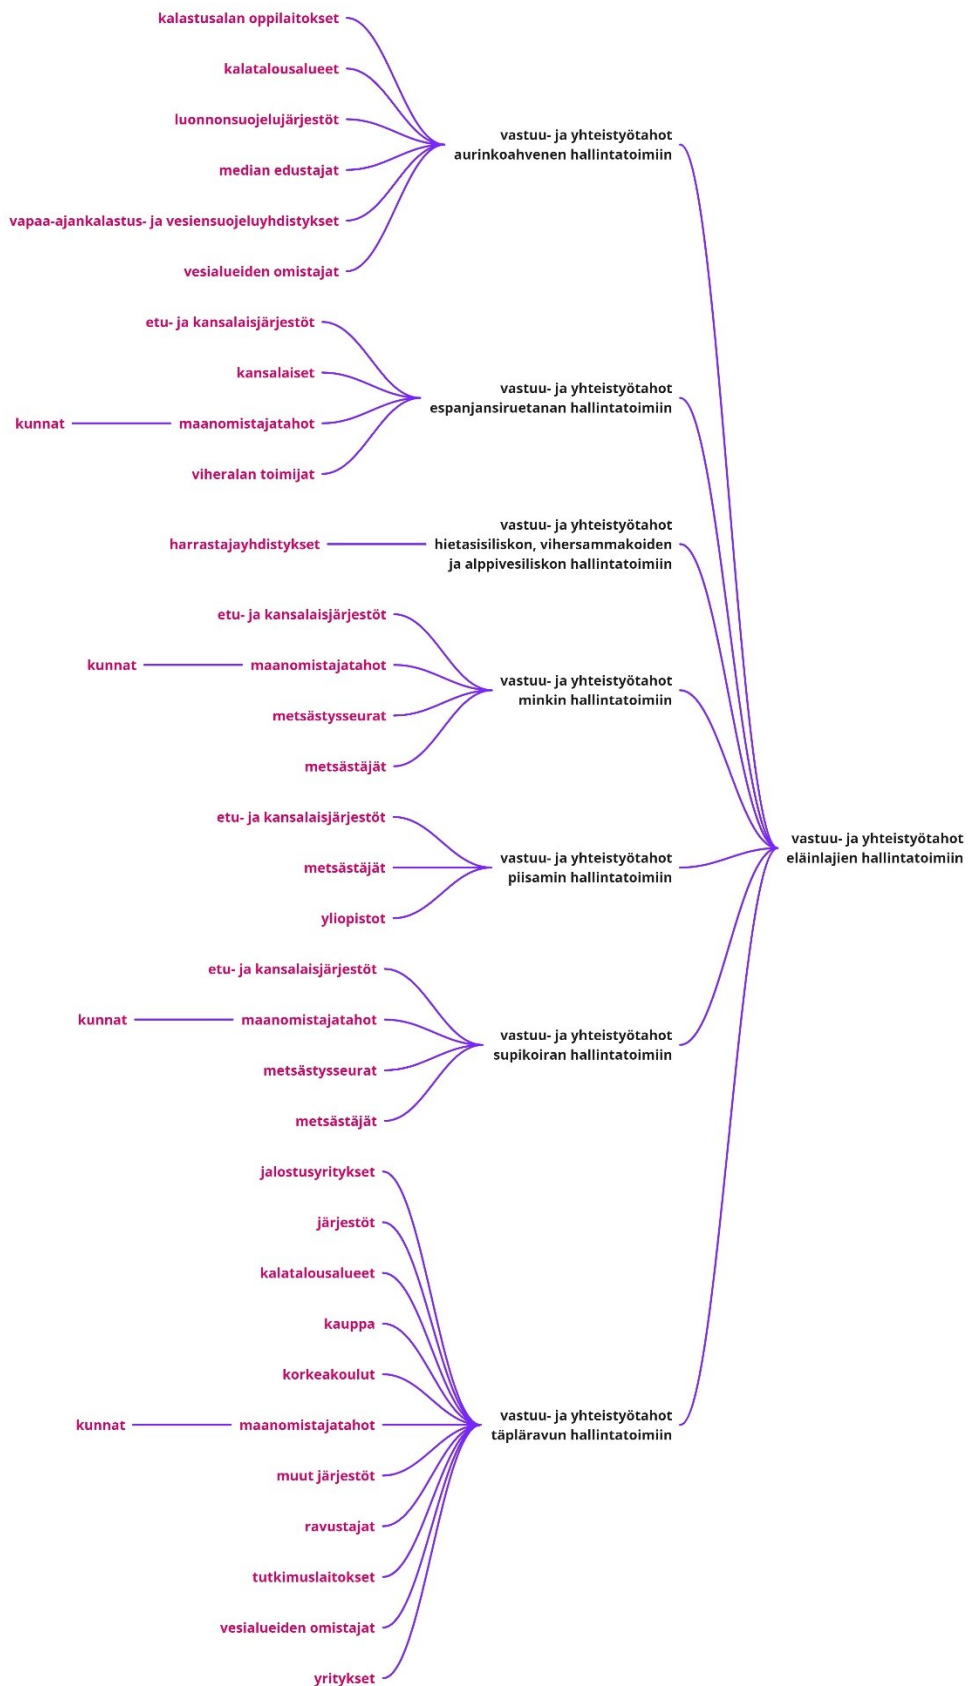 kalastusalan oppilaitokset
kalatalousalueet
luonnonsuojelujärjestöt
median edustajat
vapaa-ajankalastus- ja vesiensuojeluyhdistykset
vesialueiden omistajat
vastuu- ja yhteistyötahot
aurinkoahvenen hallintatoimiin
etu- ja kansalaisjärjestöt
kansalaiset
kunnat
maanomistajatahot
viheralan toimijat
vastuu- ja yhteistyötahot
espanjansiruetanan hallintatoimiin
harrastajayhdistykset
vastuu- ja yhteistyötahot
hietasisiliskon, vihersammakoiden
ja alppivesiliskon hallintatoimiin
etu- ja kansalaisjärjestöt
kunnat
maanomistajatahot
metsästysseurat
metsästäjät
vastuu- ja yhteistyötahot
minkin hallintatoimiin
etu- ja kansalaisjärjestöt
metsästäjät
yliopistot
vastuu- ja yhteistyötahot
piisamin hallintatoimiin
vastuu- ja yhteistyötahot
eläinlajien hallintatoimiin
etu- ja kansalaisjärjestöt
kunnat
maanomistajatahot
metsästysseurat
metsästäjät
vastuu- ja yhteistyötahot
supikoiran hallintatoimiin
jalostusyritykset
järjestöt
kalatalousalueet
kauppa
korkeakoulut
kunnat
maanomistajatahot
muut järjestöt
ravustajat
tutkimuslaitokset
vesialueiden omistajat
yritykset
vastuu- ja yhteistyötahot
täpläravun hallintatoimiin